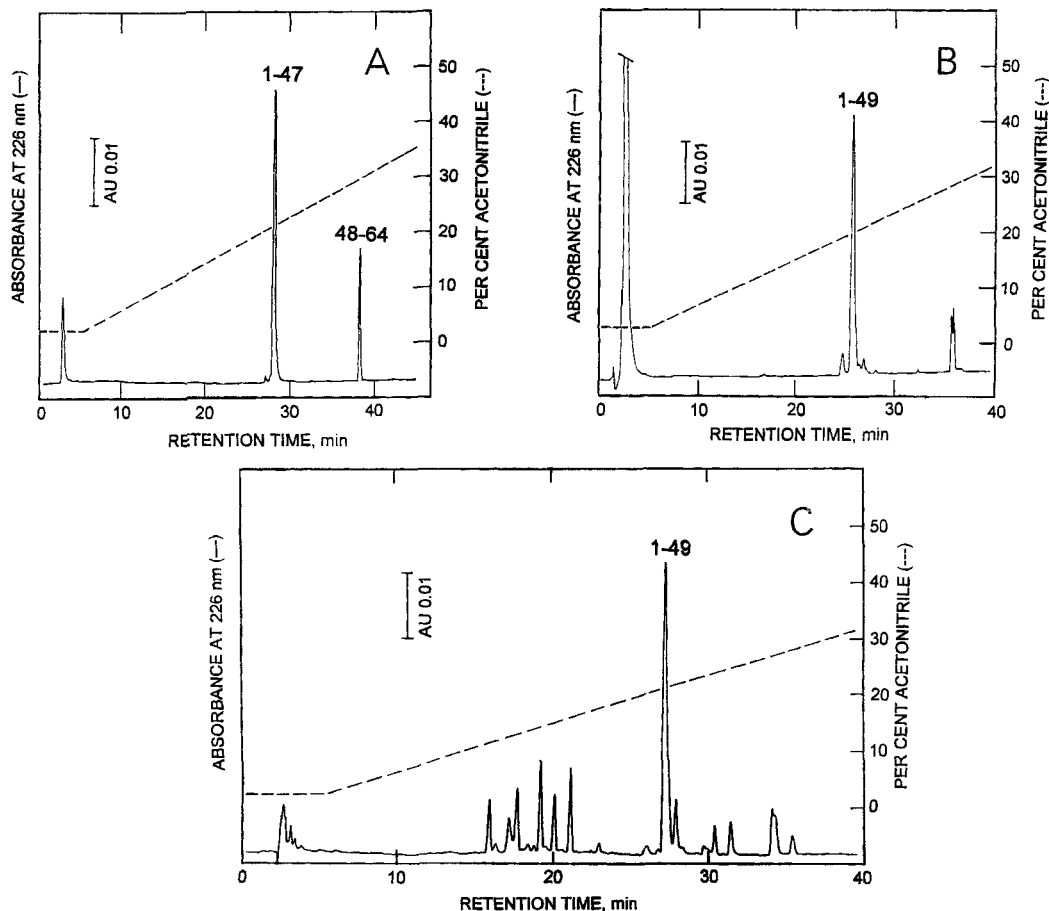 A
1-47
48-64
AU 0.01
ABSORBANCE AT 226 nm (—)
PER CENT ACETONITRILE (---)
50
40
30
20
10
0
0 10 20 30 40
RETENTION TIME, min
B
1-49
AU 0.01
ABSORBANCE AT 226 nm (—)
PER CENT ACETONITRILE (---)
50
40
30
20
10
0
0 10 20 30 40
RETENTION TIME, min
C
1-49
AU 0.01
ABSORBANCE AT 226 nm (—)
PER CENT ACETONITRILE (---)
50
40
30
20
10
0
0 10 20 30 40
RETENTION TIME, min